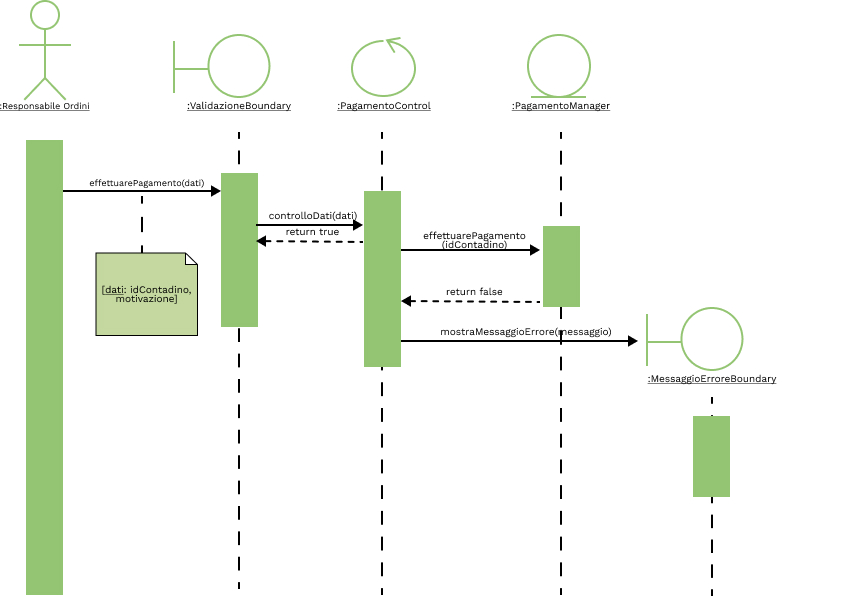 :Responsabile Ordini
:ValidazioneBoundary
:PagamentoControl
:PagamentoManager
effettuarePagamento(dati)
controlloDati(dati)
return true
effettuarePagamento
(idContadino)
[dati: idContadino,
motivazione]
return false
mostraMessaggioErrore(messaggio)
:MessaggioErroreBoundary